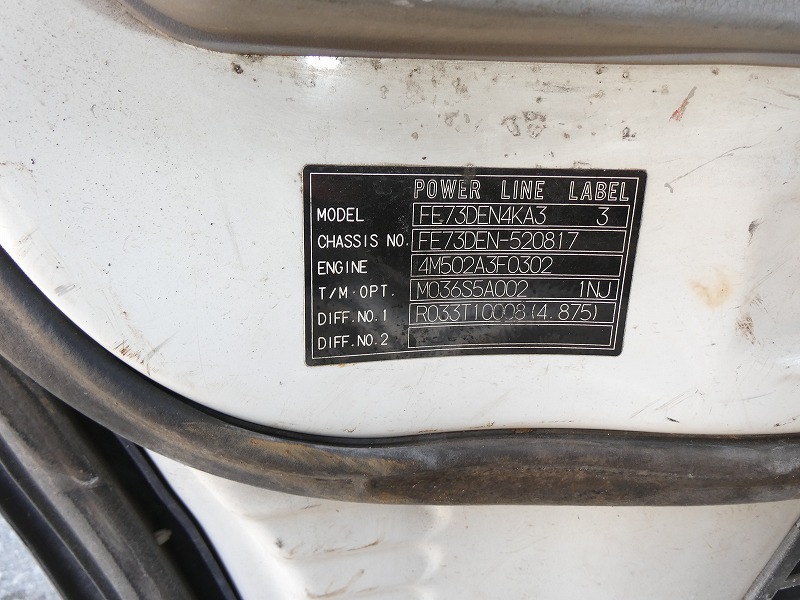 POWER LINE LABEL
MODEL FE73DEN4KA3 3
CHASSIS NO. FE73DEN-520817
ENGINE 4M502A3F0302
T/M·OPT. M036S5A002 1NJ
DIFF.NO.1 R033T10008(4.875)
DIFF.NO.2